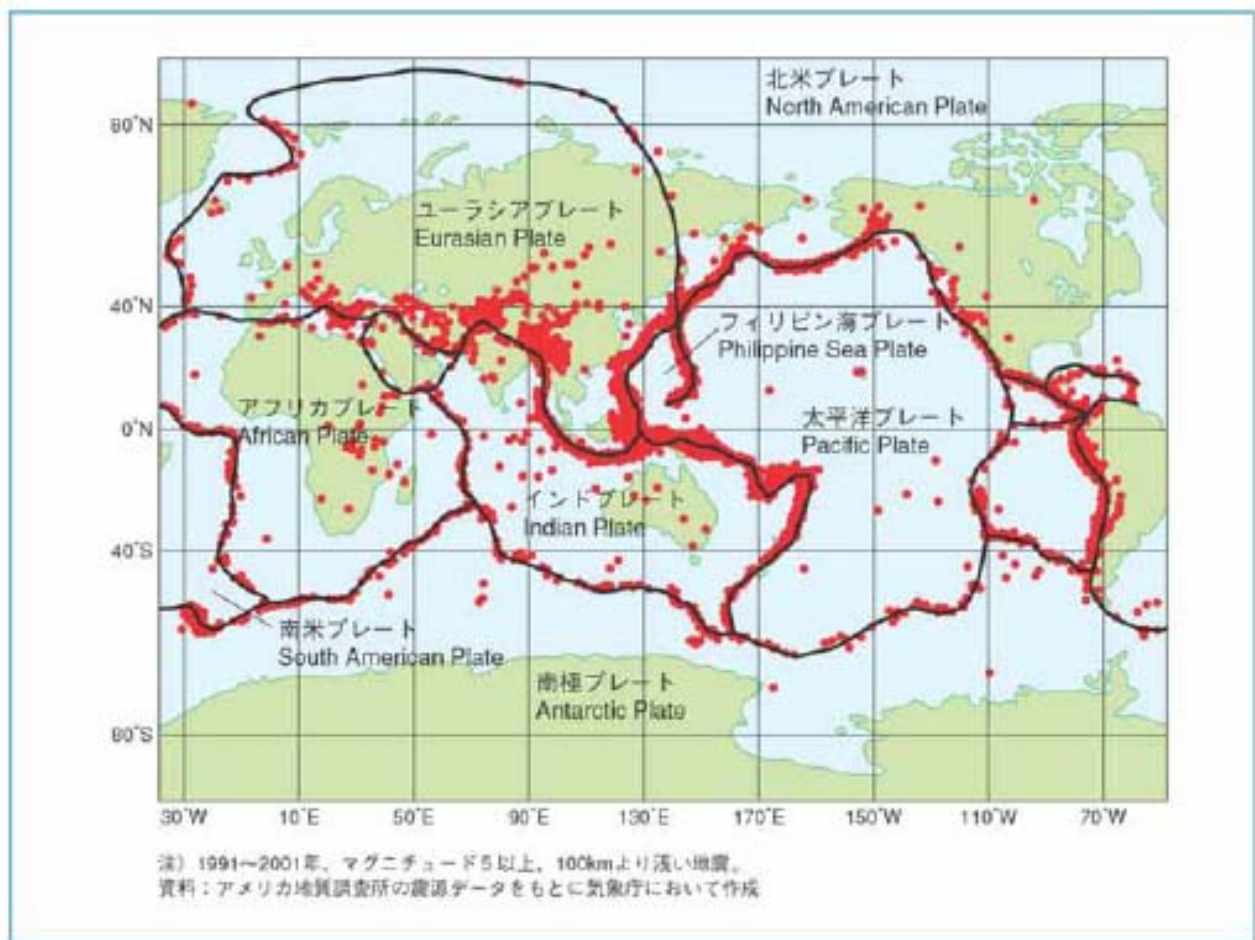 北米プレート
North American Plate
80˚N
ユーラシアプレート
Eurasian Plate
40˚N
フィリピン海プレート
Philippine Sea Plate
アフリカプレート
African Plate
太平洋プレート
Pacific Plate
0˚N
インドプレート
Indian Plate
40˚S
南米プレート
South American Plate
南極プレート
Antarctic Plate
80˚S
30˚W 10˚E 50˚E 90˚E 130˚E 170˚E 150˚W 110˚W 70˚W
注）1991～2001年、マグニチュード5以上、100kmより浅い地震。
資料：アメリカ地質調査所の震源データをもとに気象庁において作成